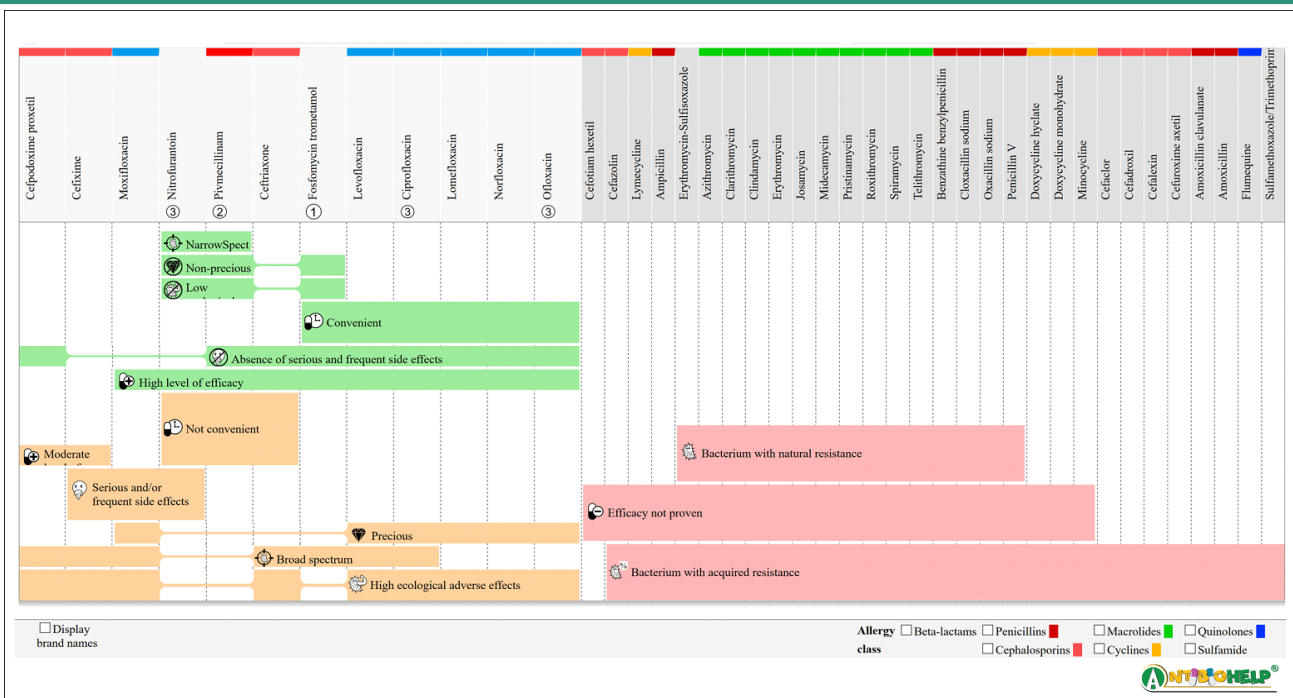 Cefpodoxime proxetil
Cefixime
Moxifloxacin
Nitrofurantoin
Pivmecillinam
Ceftriaxone
Fosfomycin trometamol
Levofloxacin
Ciprofloxacin
Lomefloxacin
Norfloxacin
Ofloxacin
Cefotiam hexetil
Cefazolin
Lymecycline
Ampicillin
Erythromycin-Sulfisoxazole
Azithromycin
Clarithromycin
Clindamycin
Erythromycin
Josamycin
Midecamycin
Pristinamycin
Roxithromycin
Spiramycin
Telithromycin
Benzathine benzylpenicillin
Cloxacillin sodium
Oxacillin sodium
Penicillin V
Doxycycline hyclate
Doxycycline monohydrate
Minocycline
Cefaclor
Cefadroxil
Cefalexin
Cefuroxime axetil
Amoxicillin clavulanate
Amoxicillin
Flumequine
Sulfamethoxazole/Trimethoprim
③ ② ① ③ ③
NarrowSpect
Non-precious
Low
Convenient
Absence of serious and frequent side effects
High level of efficacy
Not convenient
Bacterium with natural resistance
Moderate
Serious and/or
frequent side effects
Efficacy not proven
Precious
Broad spectrum
Bacterium with acquired resistance
High ecological adverse effects
Display
brand names
Allergy
class
Beta-lactams
Penicillins
Macrolides
Quinolones
Cephalosporins
Cyclines
Sulfamide
ANTIBIOHELP®